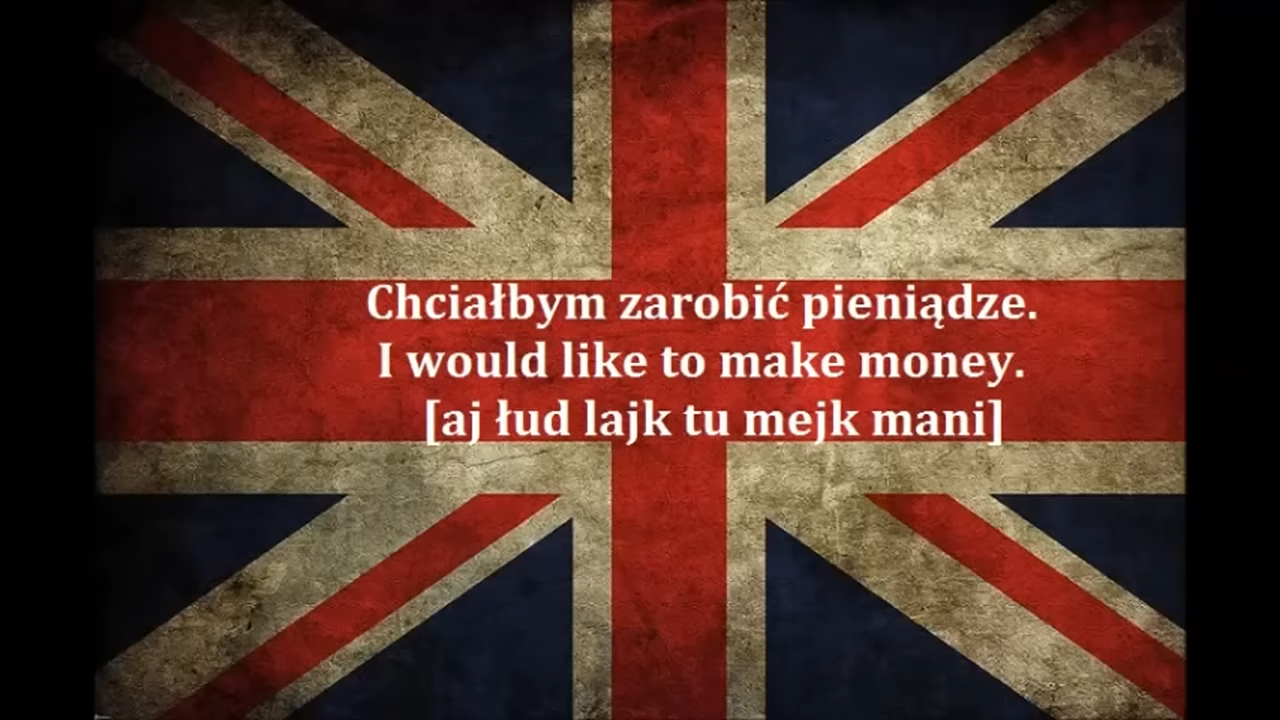 Chciałbym zarobić pieniądze.
I would like to make money.
[aj łud lajk tu mejk mani]